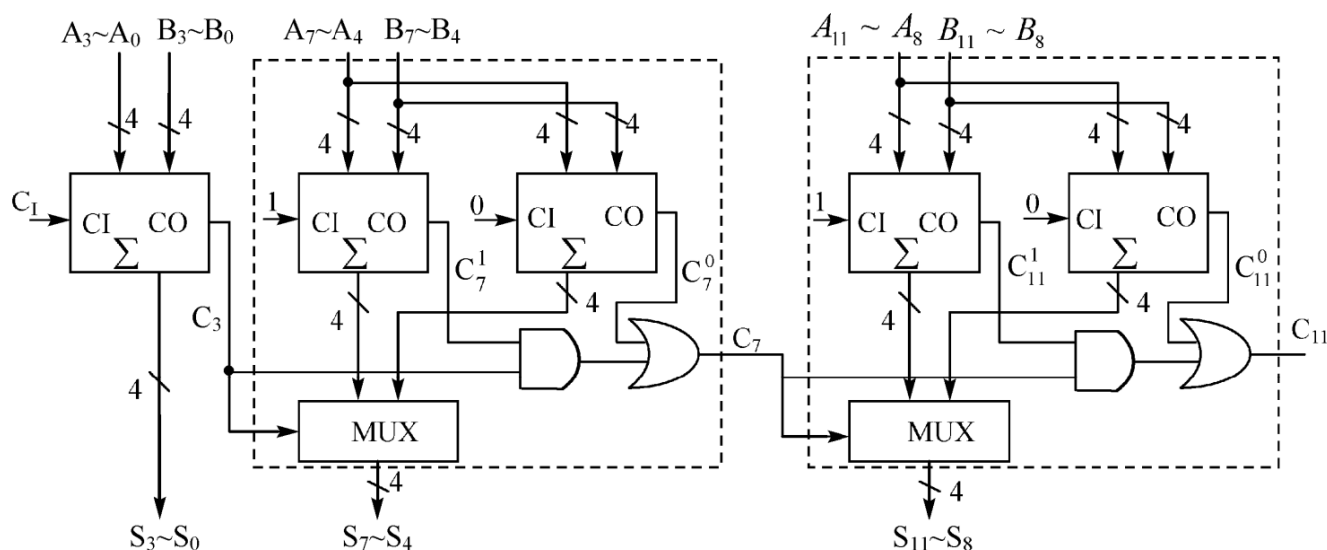 A₃~A₀ B₃~B₀ A₇~A₄ B₇~B₄ A₁₁ ~ A₈ B₁₁ ~ B₈
4 4 4 4 4 4 4 4 4 4
C_I CI CO Σ
1 CI CO Σ
0 CO Σ
1 CI CO Σ
0 CO Σ
C₃ 4 C₇¹ 4 C₇⁰ 4 C₁₁¹ 4 C₁₁⁰
C₇ C₁₁
4 MUX MUX
4 4
S₃~S₀ S₇~S₄ S₁₁~S₈